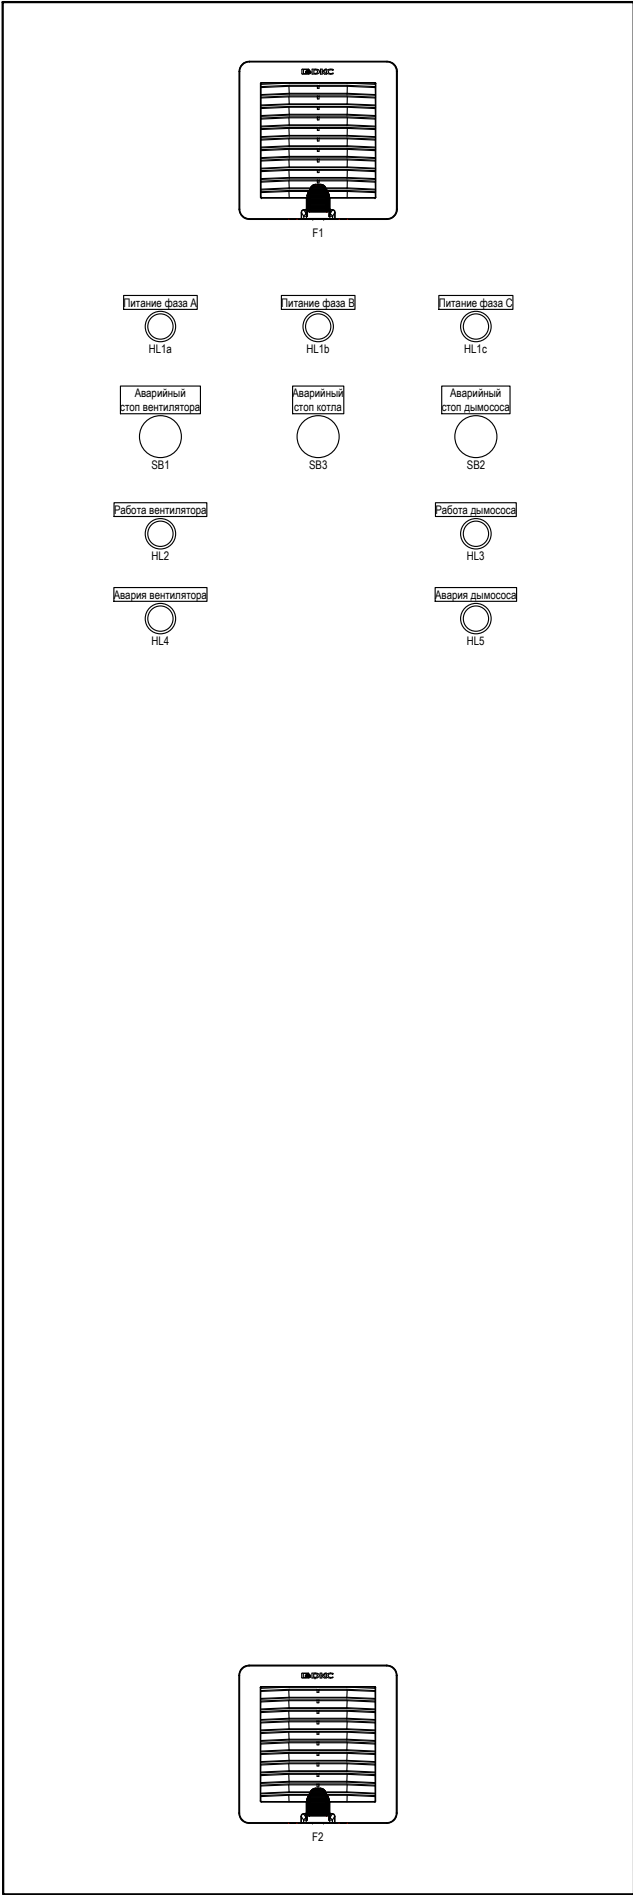 DKC
F1
Питание фаза А
Питание фаза В
Питание фаза С
HL1a
HL1b
HL1c
Аварийный
стоп вентилятора
Аварийный
стоп котла
Аварийный
стоп дымососа
SB1
SB3
SB2
Работа вентилятора
Работа дымососа
HL2
HL3
Авария вентилятора
Авария дымососа
HL4
HL5
DKC
F2